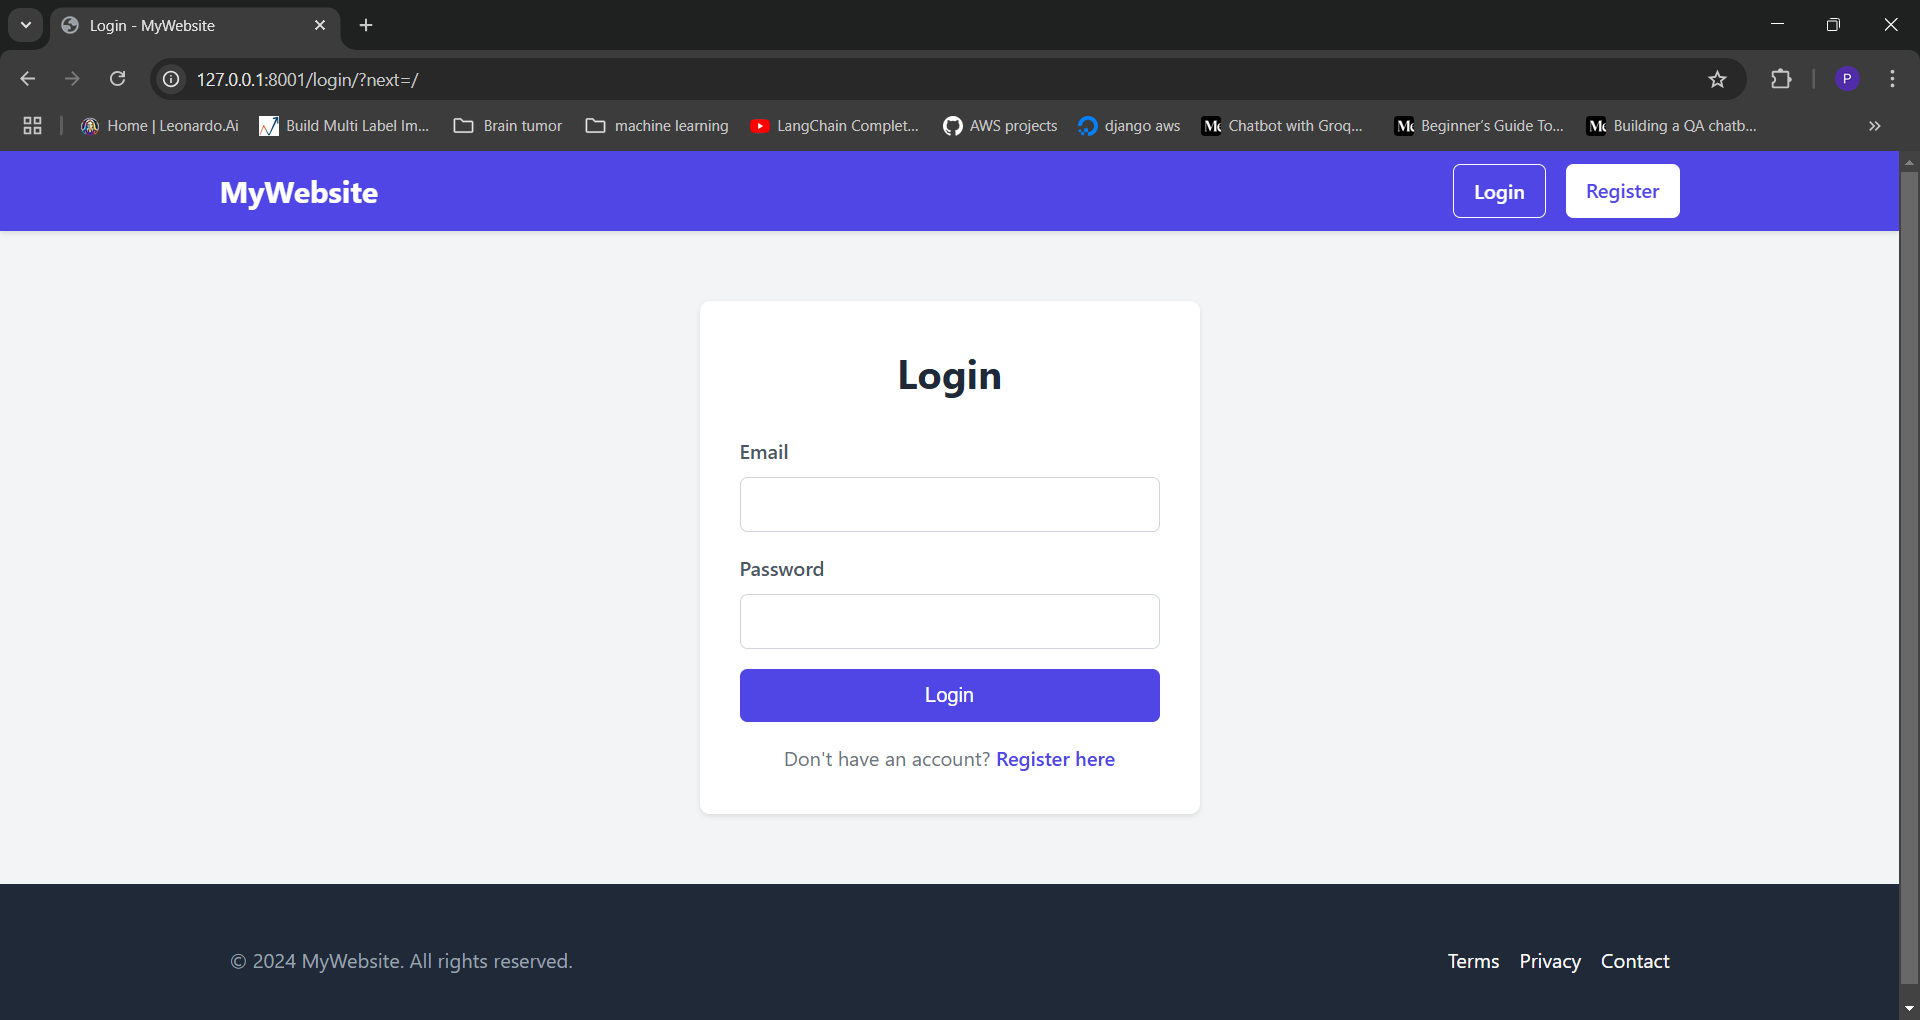 Login - MyWebsite
127.0.0.1:8001/login/?next=/
P
Home | Leonardo.Ai Build Multi Label Im... Brain tumor machine learning LangChain Complet... AWS projects django aws Chatbot with Groq... Beginner's Guide To... Building a QA chatb...
MyWebsite Login Register
Login
Email
Password
Login
Don't have an account? Register here
© 2024 MyWebsite. All rights reserved. Terms Privacy Contact